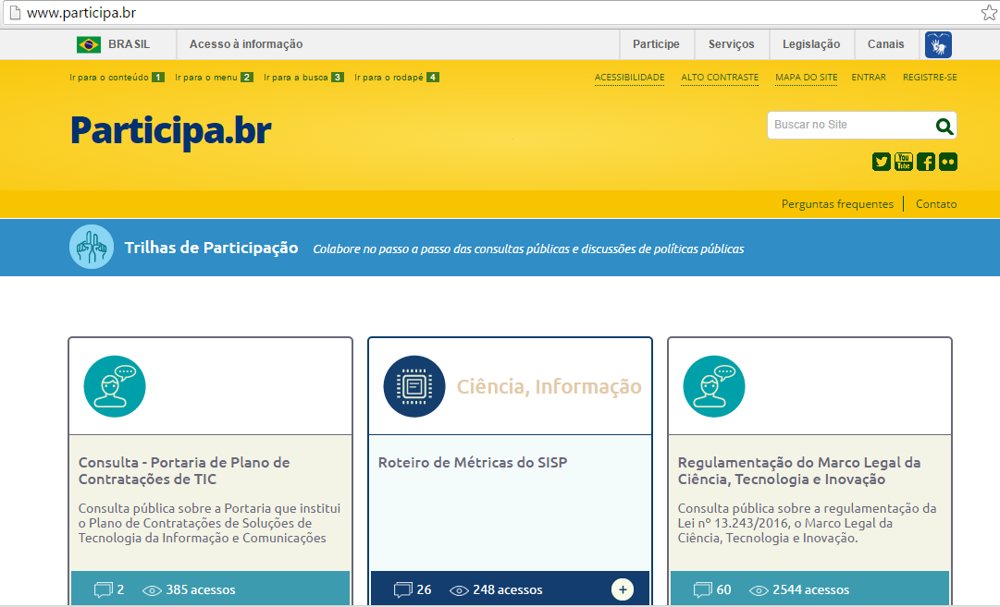 www.participa.br
BRASIL
Acesso à informação
Participe
Serviços
Legislação
Canais
Ir para o conteúdo 1
Ir para o menu 2
Ir para a busca 3
Ir para o rodapé 4
ACESSIBILIDADE
ALTO CONTRASTE
MAPA DO SITE
ENTRAR
REGISTRE-SE
Participa.br
Buscar no Site
You
Tube
Perguntas frequentes
Contato
Trilhas de Participação
Colabore no passo a passo das consultas públicas e discussões de políticas públicas
Consulta - Portaria de Plano de
Contratações de TIC
Consulta pública sobre a Portaria que institui
o Plano de Contratações de Soluções de
Tecnologia da Informação e Comunicações
2
385 acessos
Ciência, Informação
Roteiro de Métricas do SISP
26
248 acessos
+
Regulamentação do Marco Legal da
Ciência, Tecnologia e Inovação
Consulta pública sobre a regulamentação da
Lei nº 13.243/2016, o Marco Legal da
Ciência, Tecnologia e Inovação.
60
2544 acessos